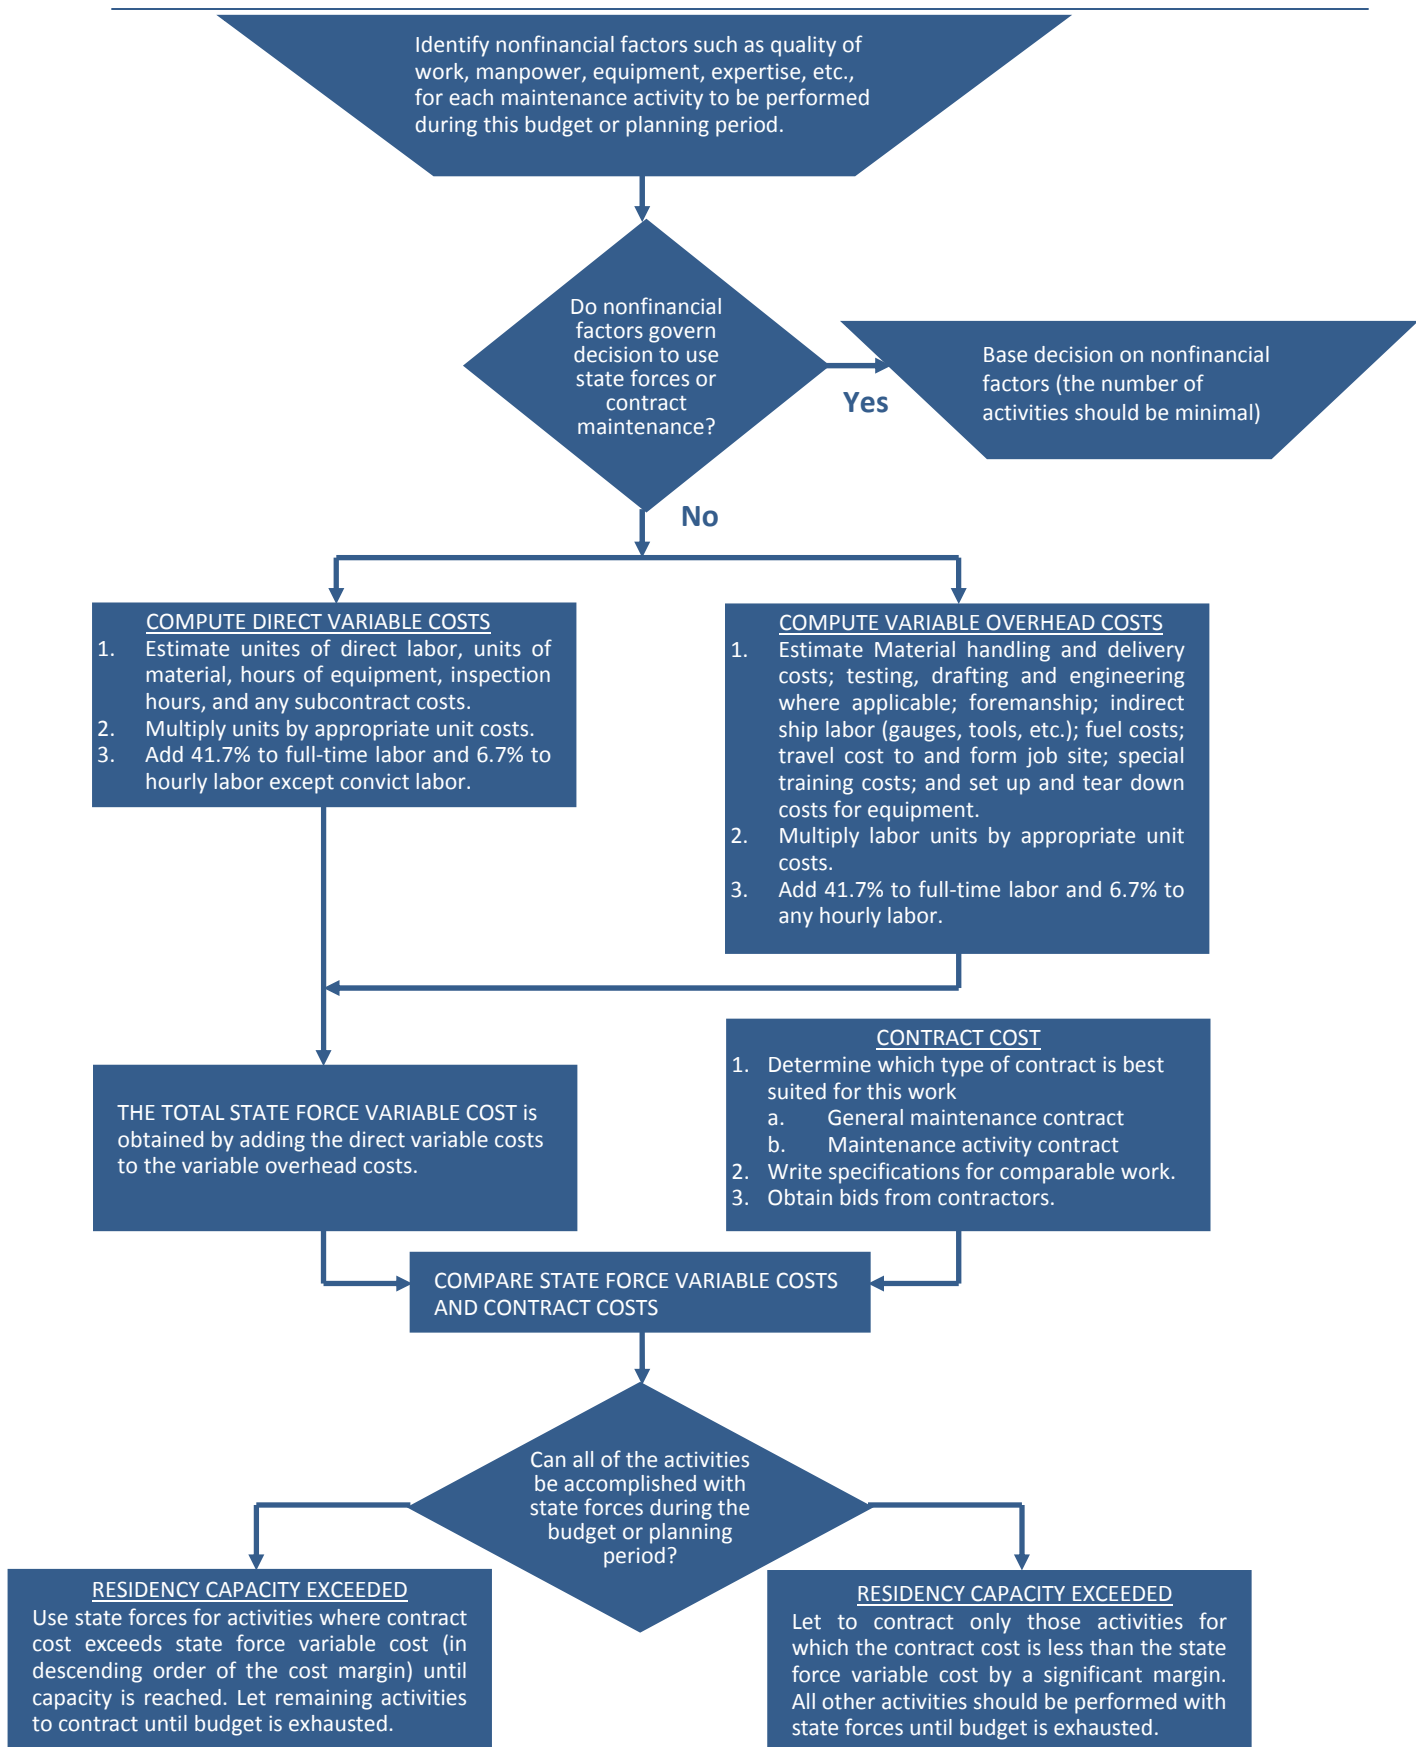 Identify nonfinancial factors such as quality of
work, manpower, equipment, expertise, etc.,
for each maintenance activity to be performed
during this budget or planning period.
Do nonfinancial
factors govern
decision to use
state forces or
contract
maintenance?
Yes
Base decision on nonfinancial
factors (the number of
activities should be minimal)
No
COMPUTE DIRECT VARIABLE COSTS
1. Estimate unites of direct labor, units of
material, hours of equipment, inspection
hours, and any subcontract costs.
2. Multiply units by appropriate unit costs.
3. Add 41.7% to full-time labor and 6.7% to
hourly labor except convict labor.
COMPUTE VARIABLE OVERHEAD COSTS
1. Estimate Material handling and delivery
costs; testing, drafting and engineering
where applicable; foremanship; indirect
ship labor (gauges, tools, etc.); fuel costs;
travel cost to and form job site; special
training costs; and set up and tear down
costs for equipment.
2. Multiply labor units by appropriate unit
costs.
3. Add 41.7% to full-time labor and 6.7% to
any hourly labor.
THE TOTAL STATE FORCE VARIABLE COST is
obtained by adding the direct variable costs
to the variable overhead costs.
CONTRACT COST
1. Determine which type of contract is best
suited for this work
a. General maintenance contract
b. Maintenance activity contract
2. Write specifications for comparable work.
3. Obtain bids from contractors.
COMPARE STATE FORCE VARIABLE COSTS
AND CONTRACT COSTS
Can all of the activities
be accomplished with
state forces during the
budget or planning
period?
RESIDENCY CAPACITY EXCEEDED
Use state forces for activities where contract
cost exceeds state force variable cost (in
descending order of the cost margin) until
capacity is reached. Let remaining activities
to contract until budget is exhausted.
RESIDENCY CAPACITY EXCEEDED
Let to contract only those activities for
which the contract cost is less than the state
force variable cost by a significant margin.
All other activities should be performed with
state forces until budget is exhausted.